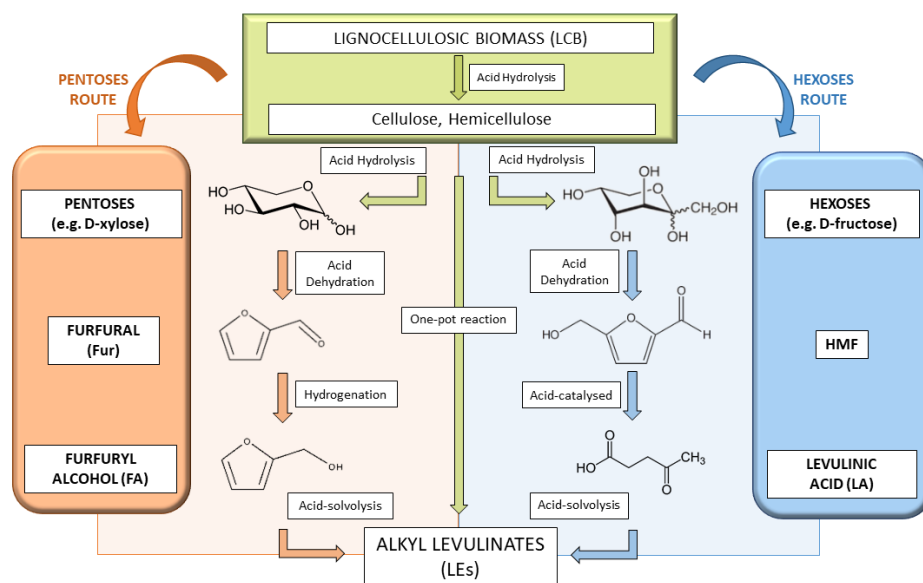 LIGNOCELLULOSIC BIOMASS (LCB)
Acid Hydrolysis
Cellulose, Hemicellulose
PENTOSES
ROUTE
HEXOSES
ROUTE
Acid Hydrolysis
Acid Hydrolysis
PENTOSES
(e.g. D-xylose)
HO
HO
HO
O
OH
OH
HO
OH
O
CH2OH
OH
OH
HEXOSES
(e.g. D-fructose)
Acid
Dehydration
Acid
Dehydration
One-pot reaction
FURFURAL
(Fur)
O
O
HO
O
O
H
HMF
Hydrogenation
Acid-catalysed
FURFURYL
ALCOHOL (FA)
O
OH
O
HO
O
CH3
LEVULINIC
ACID (LA)
Acid-solvolysis
Acid-solvolysis
ALKYL LEVULINATES
(LEs)